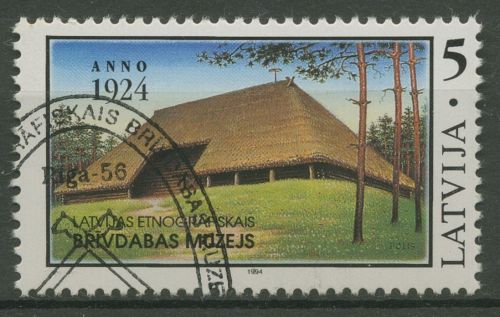 ANNO
1924
5
LATVIJA
Rīga-56
LATVIJAS ETNOGRĀFISKAIS
BRĪVDABAS MUZEJS
1994